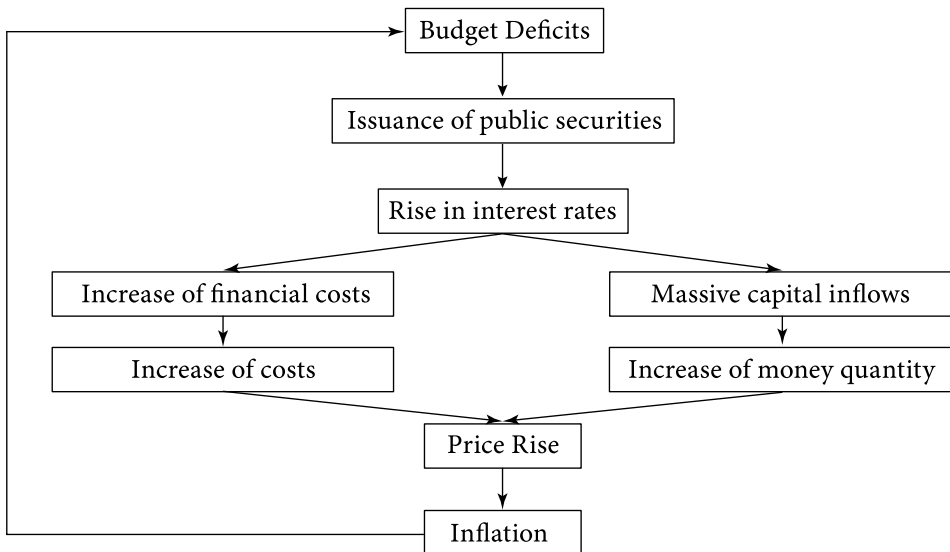 Budget Deficits
Issuance of public securities
Rise in interest rates
Increase of financial costs
Massive capital inflows
Increase of costs
Increase of money quantity
Price Rise
Inflation